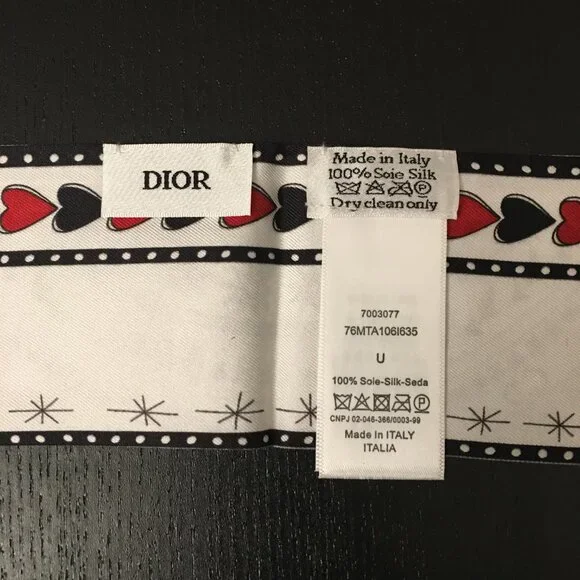 DIOR
Made in Italy
100% Soie Silk
Dry clean only
7003077
76MTA106I635
U
100% Soie-Silk-Seda
CNPJ 02-046-366/0003-99
Made in ITALY
ITALIA